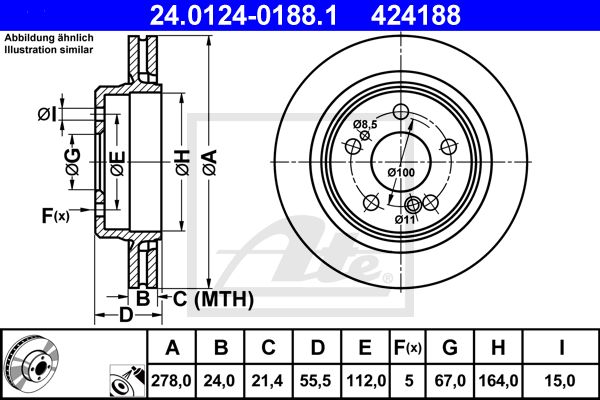 24.0124-0188.1 424188
Abbildung ähnlich
Illustration similar
ØI
ØG
ØE
ØH
ØA
F(x)
B
C (MTH)
D
Ø8,5
Ø100
Ø11
Ate
A B C D E F(x) G H I
278,0 24,0 21,4 55,5 112,0 5 67,0 164,0 15,0